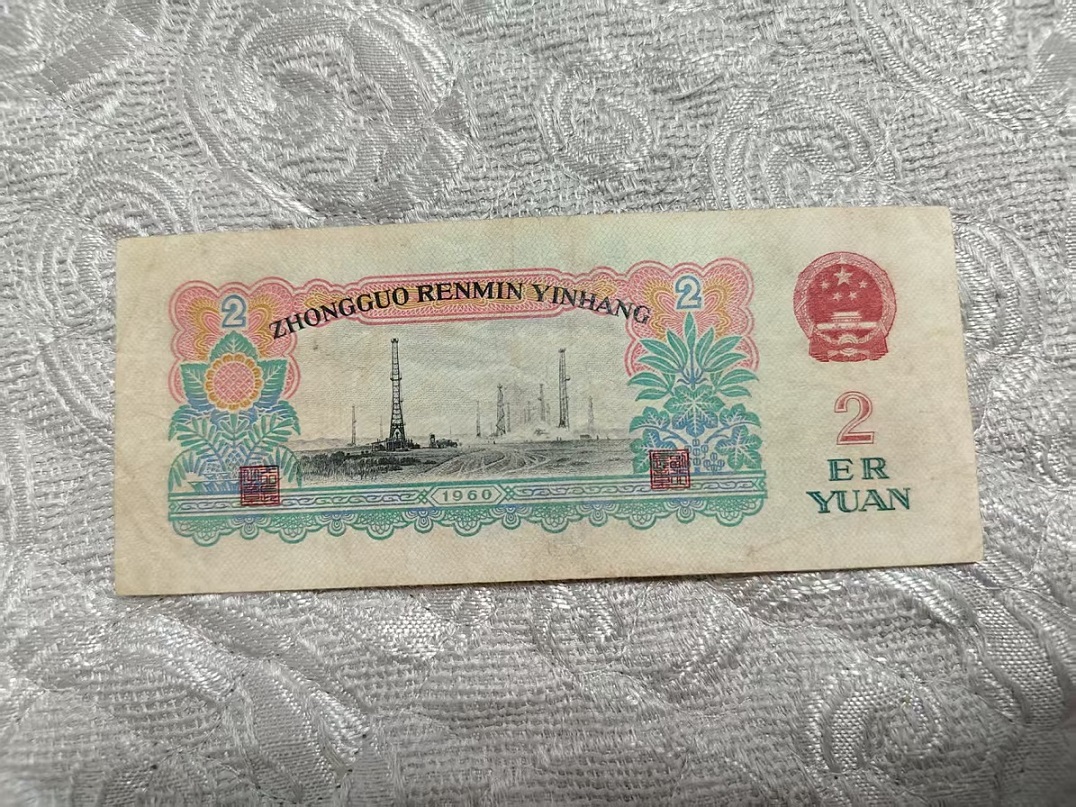 2
ZHONGGUO RENMIN YINHANG
2
1960
2
ER
YUAN